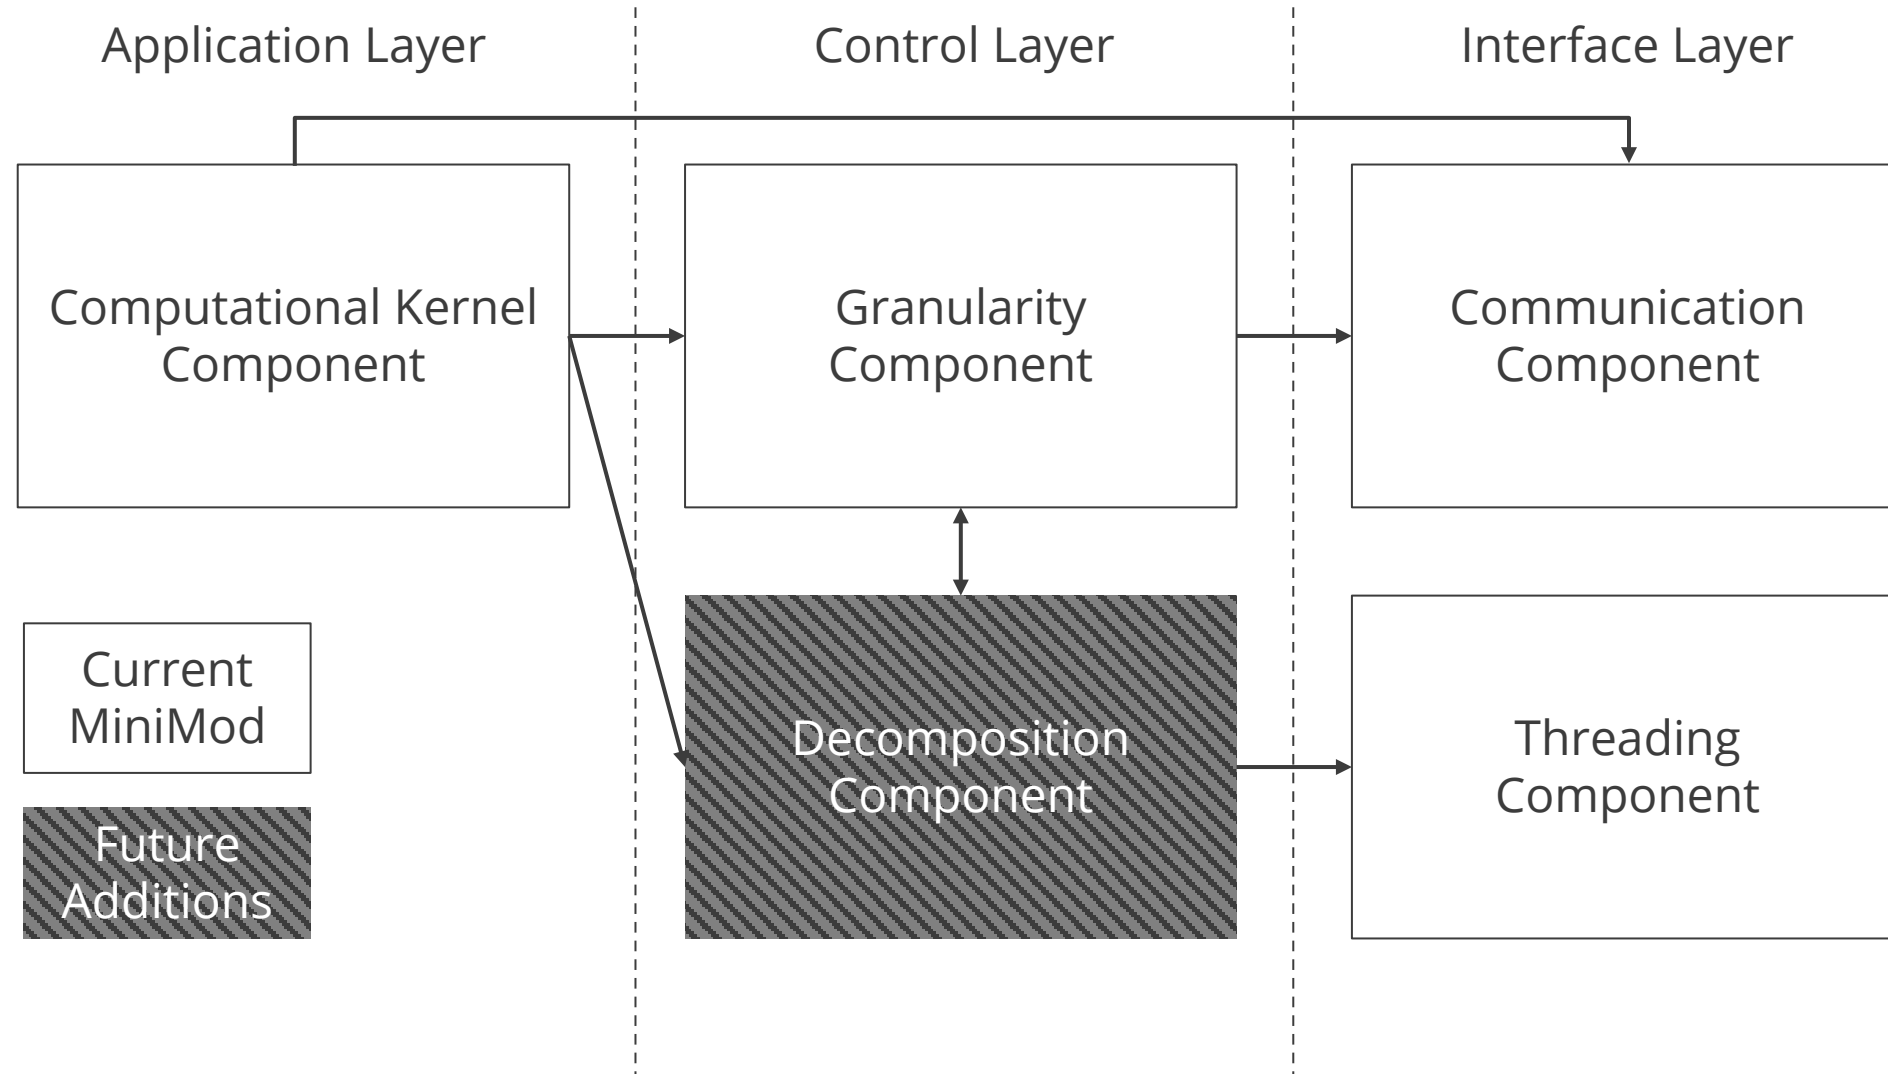 Application Layer
Control Layer
Interface Layer
Computational Kernel
Component
Granularity
Component
Communication
Component
Current
MiniMod
Future
Additions
Decomposition
Component
Threading
Component